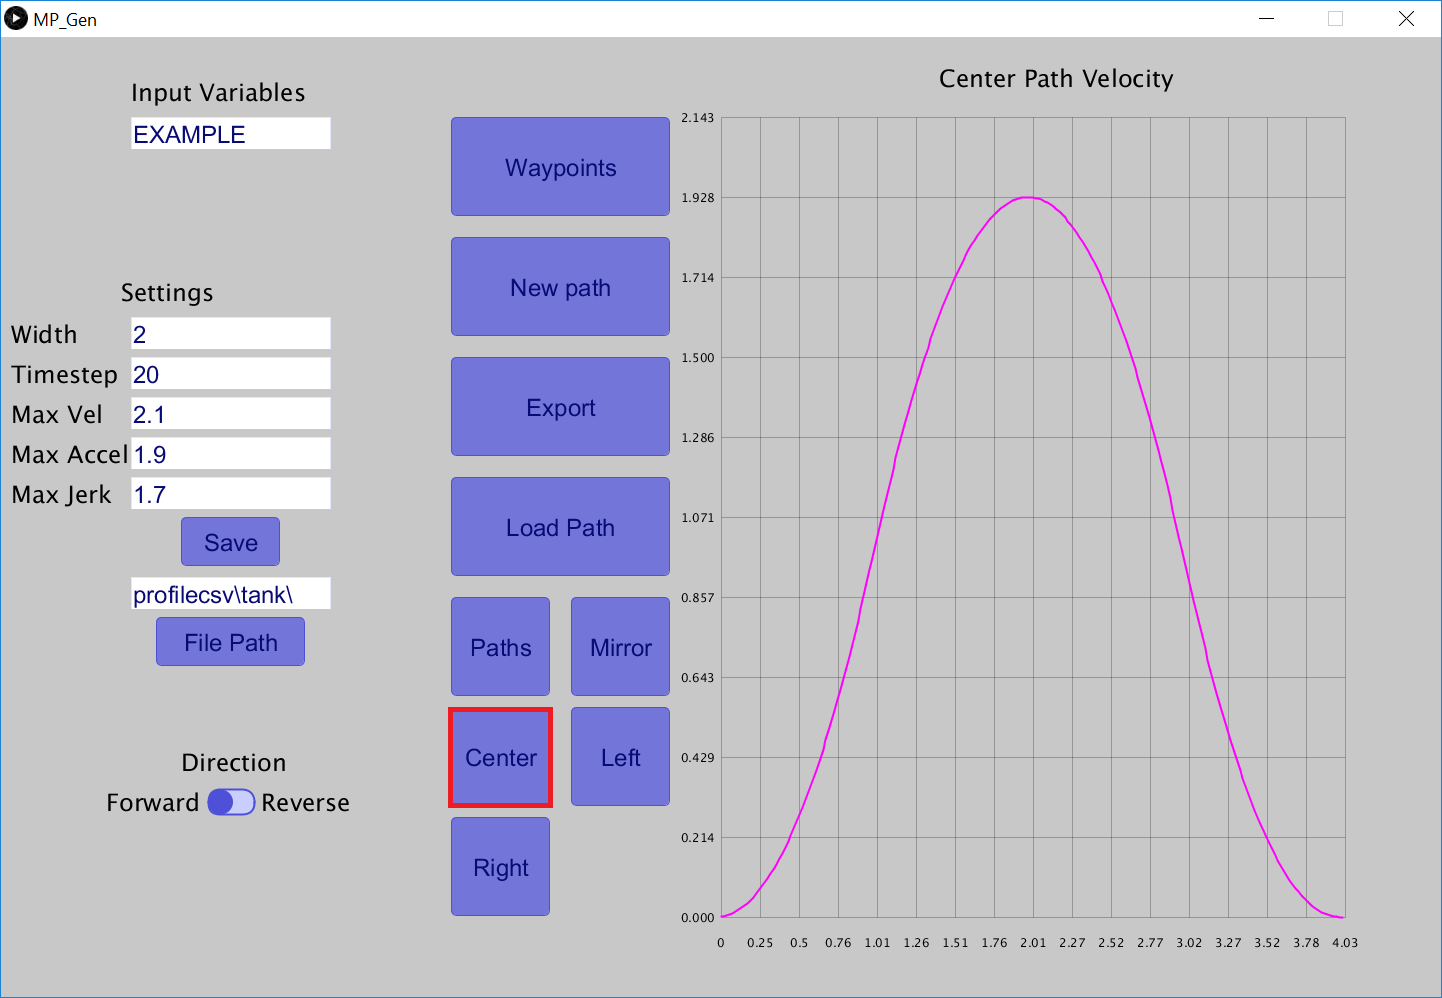 MP_Gen
Input Variables
EXAMPLE
Settings
Width 2
Timestep 20
Max Vel 2.1
Max Accel 1.9
Max Jerk 1.7
Save
profilecsv\tank\
File Path
Direction
Forward Reverse
Waypoints
New path
Export
Load Path
Paths Mirror
Center Left
Right
Center Path Velocity
2.143
1.928
1.714
1.500
1.286
1.071
0.857
0.643
0.429
0.214
0.000
0 0.25 0.5 0.76 1.01 1.26 1.51 1.76 2.01 2.27 2.52 2.77 3.02 3.27 3.52 3.78 4.03